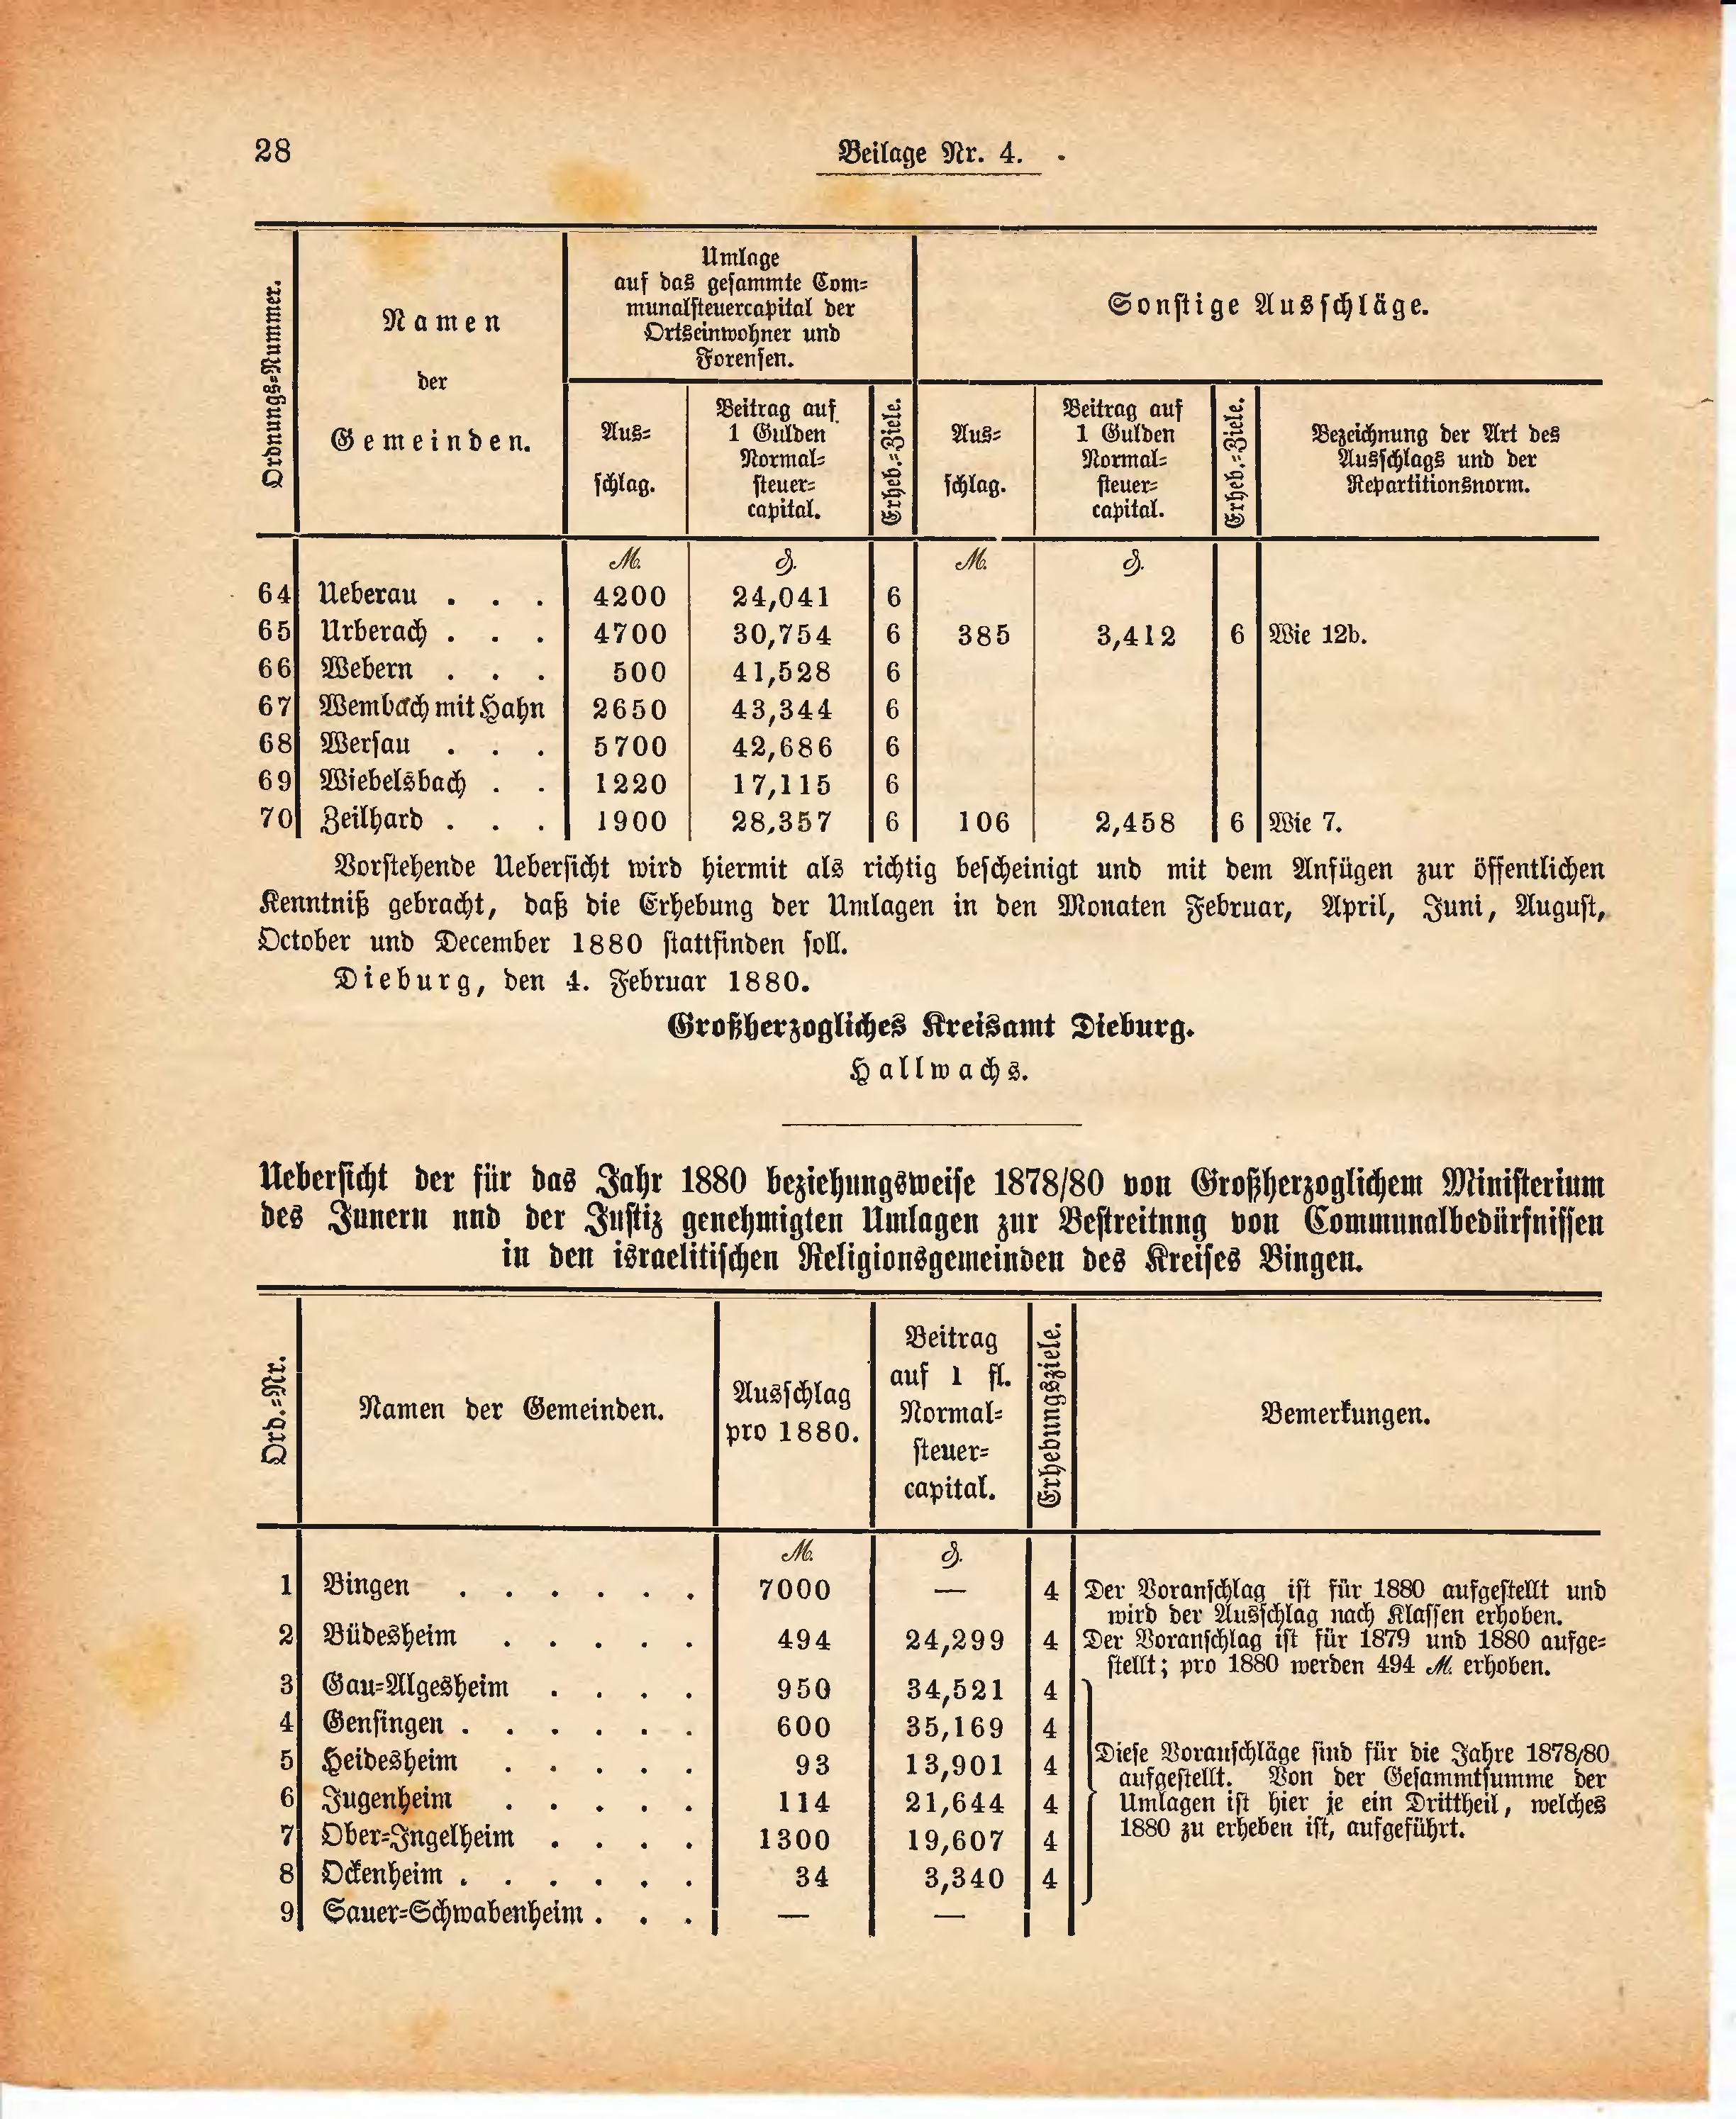 28
Beilage Nr. 4.
Ordnungs=Nummer.
Namen
der
Gemeinden.
Umlage
auf das gesammte Com=
munalsteuercapital der
Ortseinwohner und
Forensen.
Sonstige Ausschläge.
Aus=
schlag.
Beitrag auf
1 Gulden
Normal=
steuer=
capital.
Erheb.=Ziele.
Aus=
schlag.
Beitrag auf
1 Gulden
Normal=
steuer=
capital.
Erheb.=Ziele.
Bezeichnung der Art des
Ausschlags und der
Repartitionsnorm.
ℳ. ₰. ℳ. ₰.
64 Ueberau . . . 4200 24,041 6
65 Urberach . . . 4700 30,754 6 385 3,412 6 Wie 12b.
66 Webern . . . 500 41,528 6
67 Wembach mit Hahn 2650 43,344 6
68 Wersau . . . 5700 42,686 6
69 Wiebelsbach . . 1220 17,115 6
70 Zeilhard . . . 1900 28,357 6 106 2,458 6 Wie 7.
Vorstehende Uebersicht wird hiermit als richtig bescheinigt und mit dem Anfügen zur öffentlichen
Kenntniß gebracht, daß die Erhebung der Umlagen in den Monaten Februar, April, Juni, August,
October und December 1880 stattfinden soll.
Dieburg, den 4. Februar 1880.
Großherzogliches Kreisamt Dieburg.
Hallwachs.
Uebersicht der für das Jahr 1880 beziehungsweise 1878/80 von Großherzoglichem Ministerium
des Innern und der Justiz genehmigten Umlagen zur Bestreitung von Communalbedürfnissen
in den israelitischen Religionsgemeinden des Kreises Bingen.
Ord.=Nr.
Namen der Gemeinden.
Ausschlag
pro 1880.
Beitrag
auf 1 fl.
Normal=
steuer=
capital.
Erhebungsziele.
Bemerkungen.
ℳ. ₰.
1 Bingen . . . . . . 7000 — 4 Der Voranschlag ist für 1880 aufgestellt und
wird der Ausschlag nach Klassen erhoben.
2 Büdesheim . . . . . 494 24,299 4 Der Voranschlag ist für 1879 und 1880 aufge=
stellt; pro 1880 werden 494 ℳ. erhoben.
3 Gau=Algesheim . . . . 950 34,521 4
4 Gensingen . . . . . . 600 35,169 4
5 Heidesheim . . . . . 93 13,901 4
6 Jugenheim . . . . . 114 21,644 4
7 Ober=Ingelheim . . . . 1300 19,607 4
8 Ockenheim . . . . . . 34 3,340 4
9 Sauer=Schwabenheim . . . — —
Diese Voranschläge sind für die Jahre 1878/80
aufgestellt. Von der Gesammtsumme der
Umlagen ist hier je ein Drittheil, welches
1880 zu erheben ist, aufgeführt.